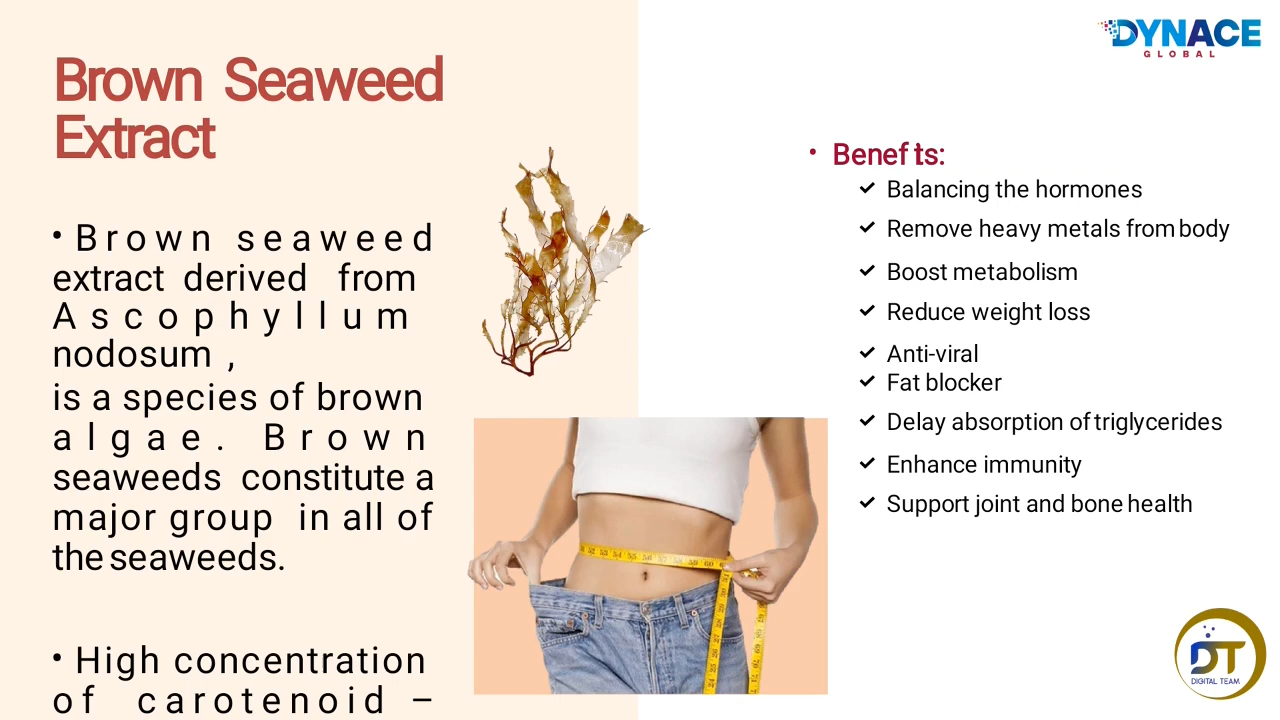 DYNACE
GLOBAL
Brown Seaweed
Extract
• Brown seaweed
extract derived from
Ascophyllum
nodosum ,
is a species of brown
algae. Brown
seaweeds constitute a
major group in all of
the seaweeds.
• High concentration
of carotenoid –
• Benefits:
✔ Balancing the hormones
✔ Remove heavy metals from body
✔ Boost metabolism
✔ Reduce weight loss
✔ Anti-viral
✔ Fat blocker
✔ Delay absorption of triglycerides
✔ Enhance immunity
✔ Support joint and bone health
DT
DIGITAL TEAM